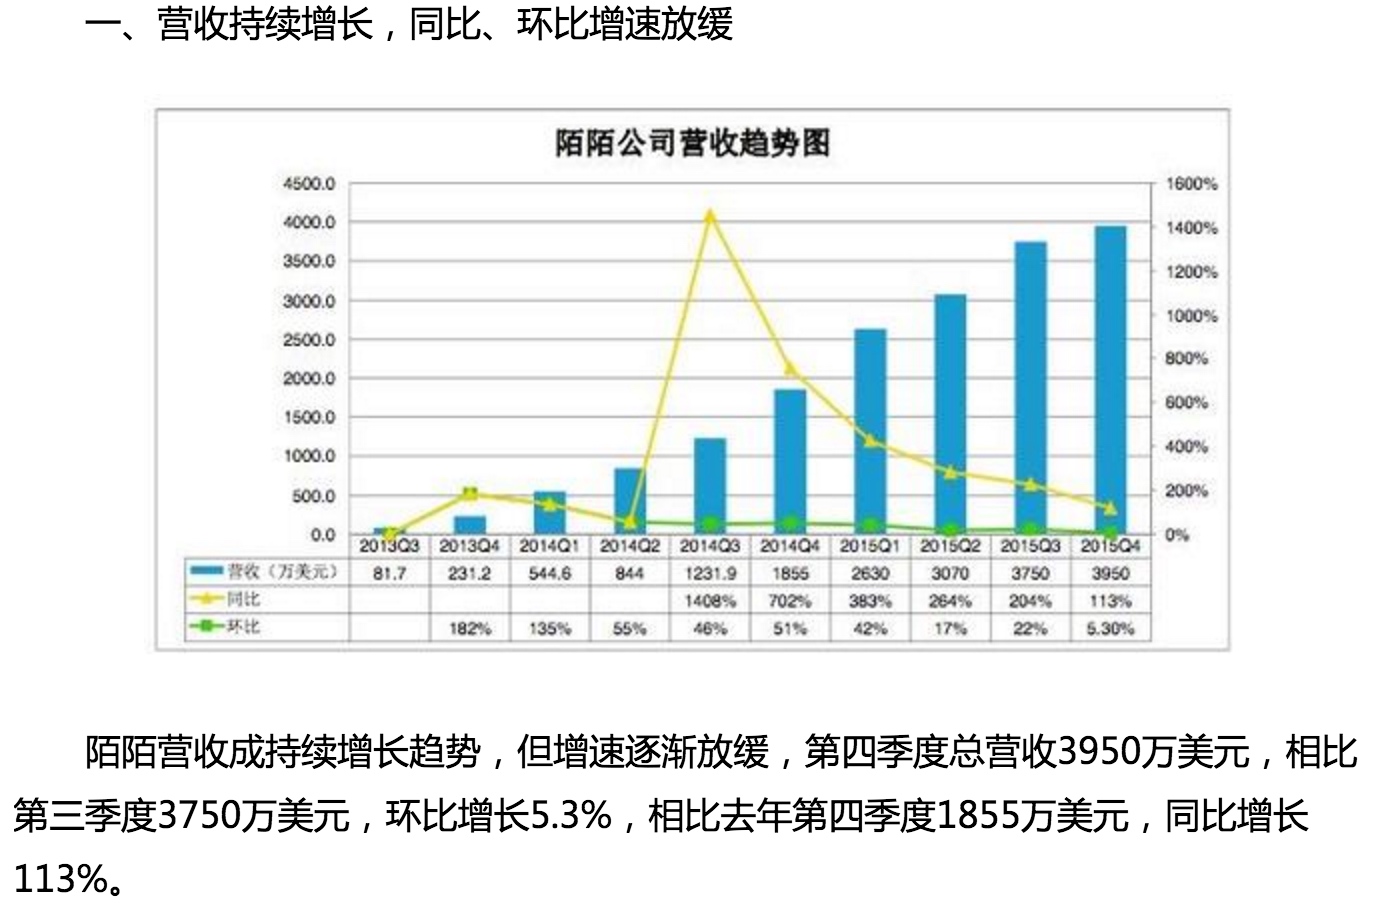 一、营收持续增长，同比、环比增速放缓
陌陌公司营收趋势图
4500.0 1600%
4000.0 1400%
3500.0 1200%
3000.0 1000%
2500.0 800%
2000.0 600%
1500.0 400%
1000.0 200%
500.0 0%
0.0
2013Q3 2013Q4 2014Q1 2014Q2 2014Q3 2014Q4 2015Q1 2015Q2 2015Q3 2015Q4
营收（万美元） 81.7 231.2 544.6 844 1231.9 1855 2630 3070 3750 3950
同比 1408% 702% 383% 264% 204% 113%
环比 182% 135% 55% 46% 51% 42% 17% 22% 5.30%
陌陌营收成持续增长趋势，但增速逐渐放缓，第四季度总营收3950万美元，相比
第三季度3750万美元，环比增长5.3%，相比去年第四季度1855万美元，同比增长
113%。